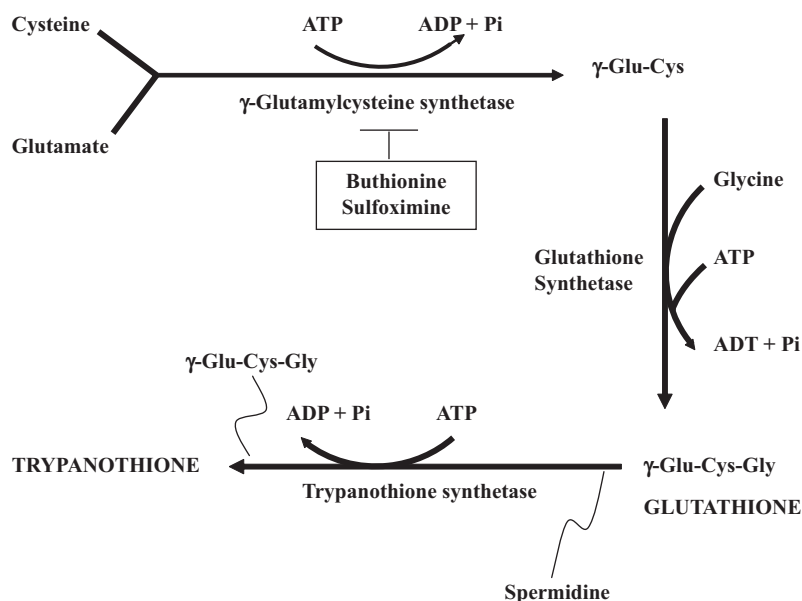 Cysteine
ATP
ADP + Pi
γ-Glu-Cys
γ-Glutamylcysteine synthetase
Glutamate
Buthionine
Sulfoximine
Glycine
Glutathione
Synthetase
ATP
ADT + Pi
γ-Glu-Cys-Gly
ADP + Pi
ATP
TRYPANOTHIONE
γ-Glu-Cys-Gly
Trypanothione synthetase
GLUTATHIONE
Spermidine